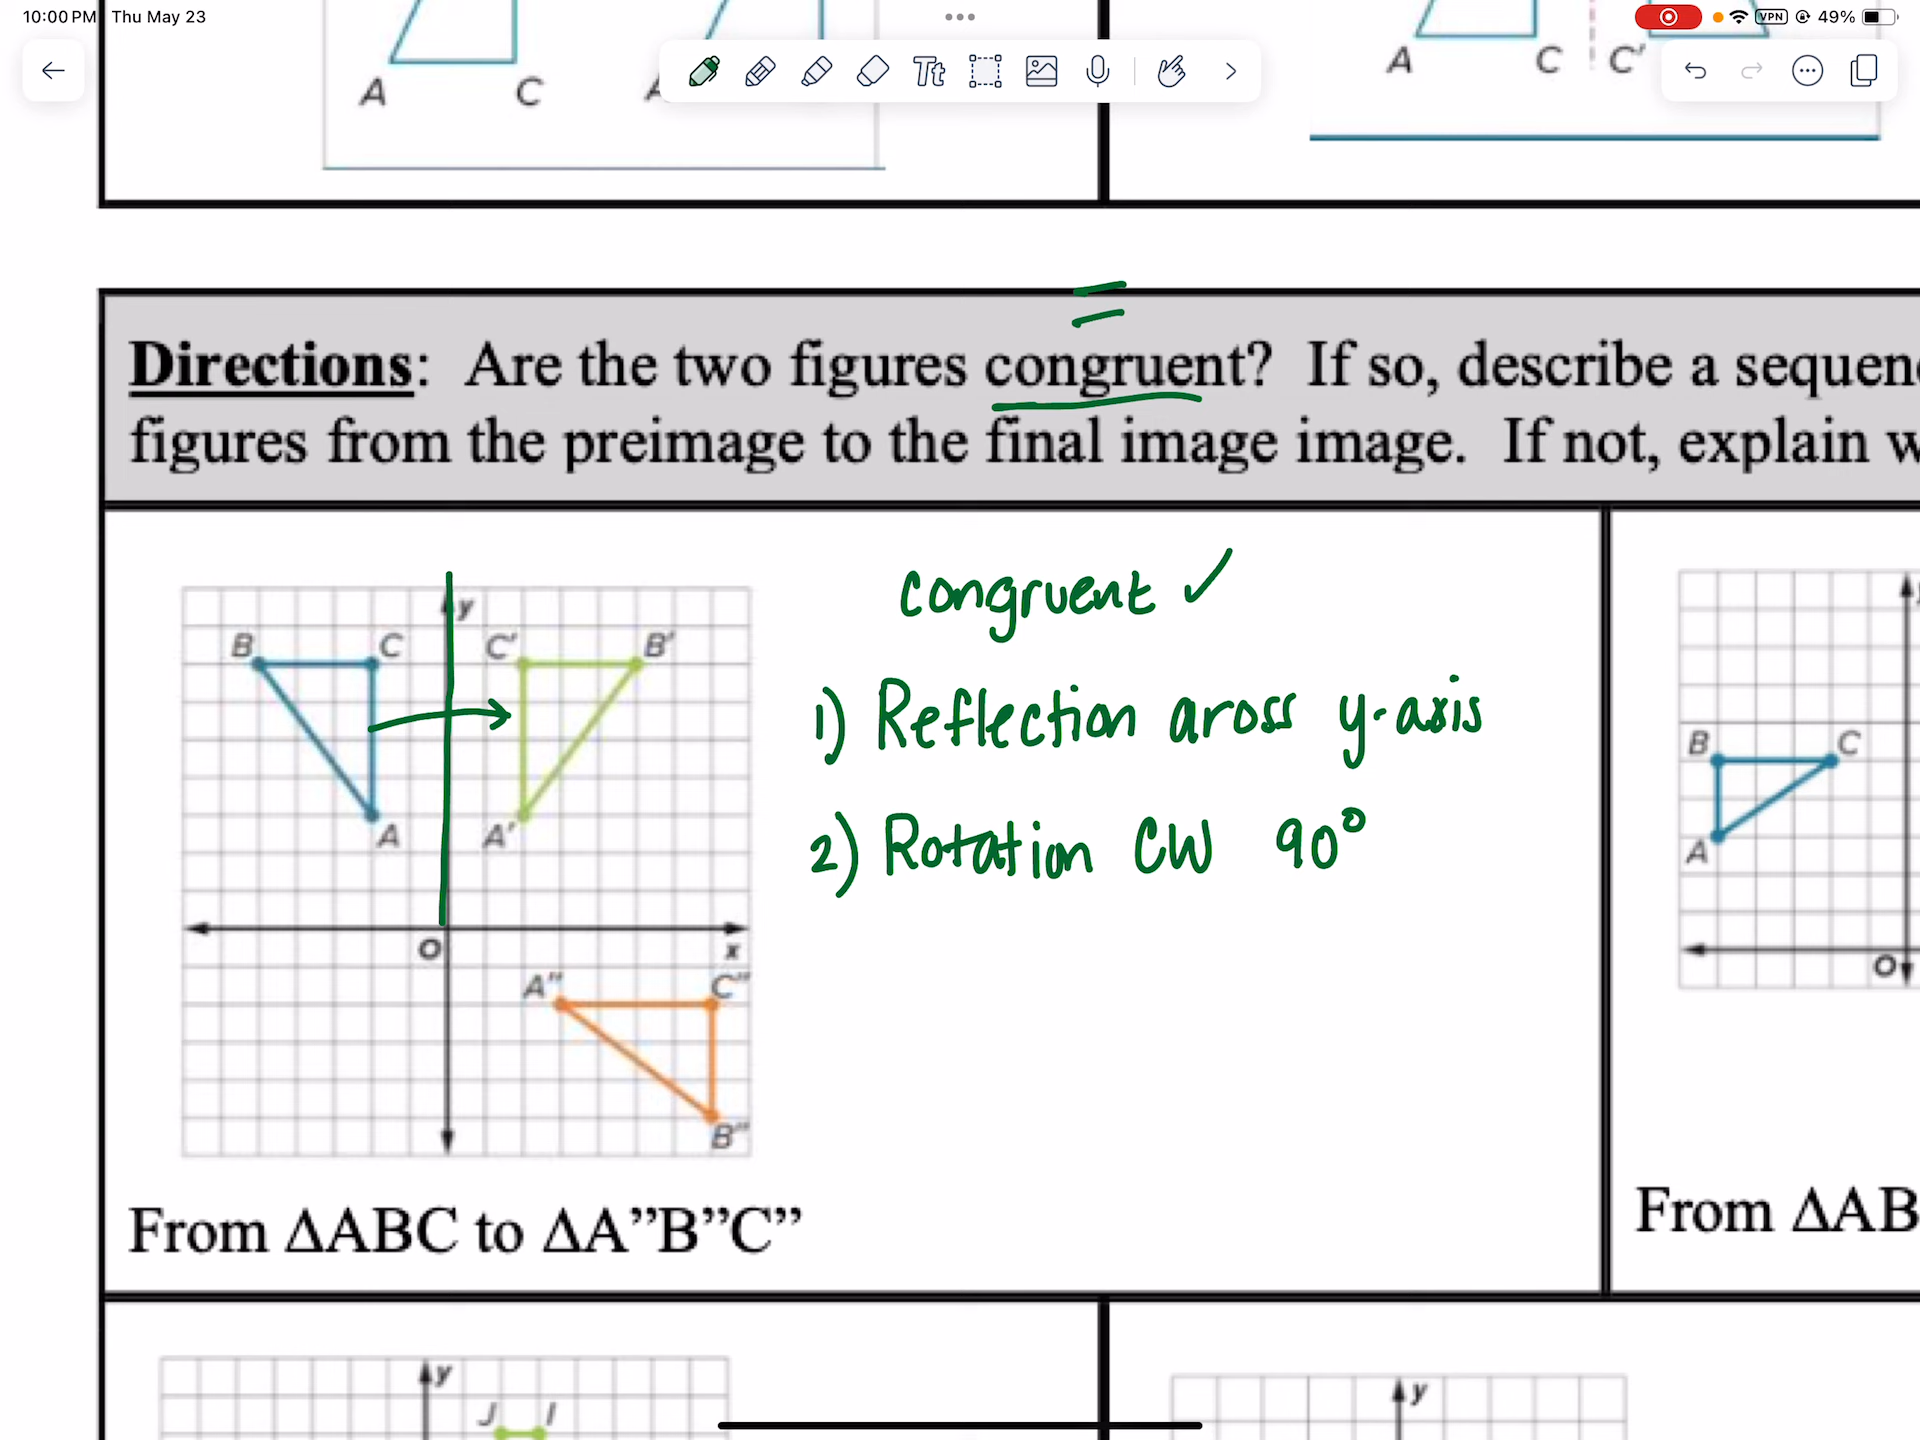 10:00 PM Thu May 23
VPN 49%
A C
A C C'
Tt
=
Directions: Are the two figures congruent? If so, describe a
figures from the preimage to the final image image. If not, explain
y
B C C' B'
A A'
O x
A" C"
B"
congruent ✓
1) Reflection aross y-axis
2) Rotation CW 90°
From ΔABC to ΔA”B”C”
B C
A
O
From ΔAB
y
J I
y